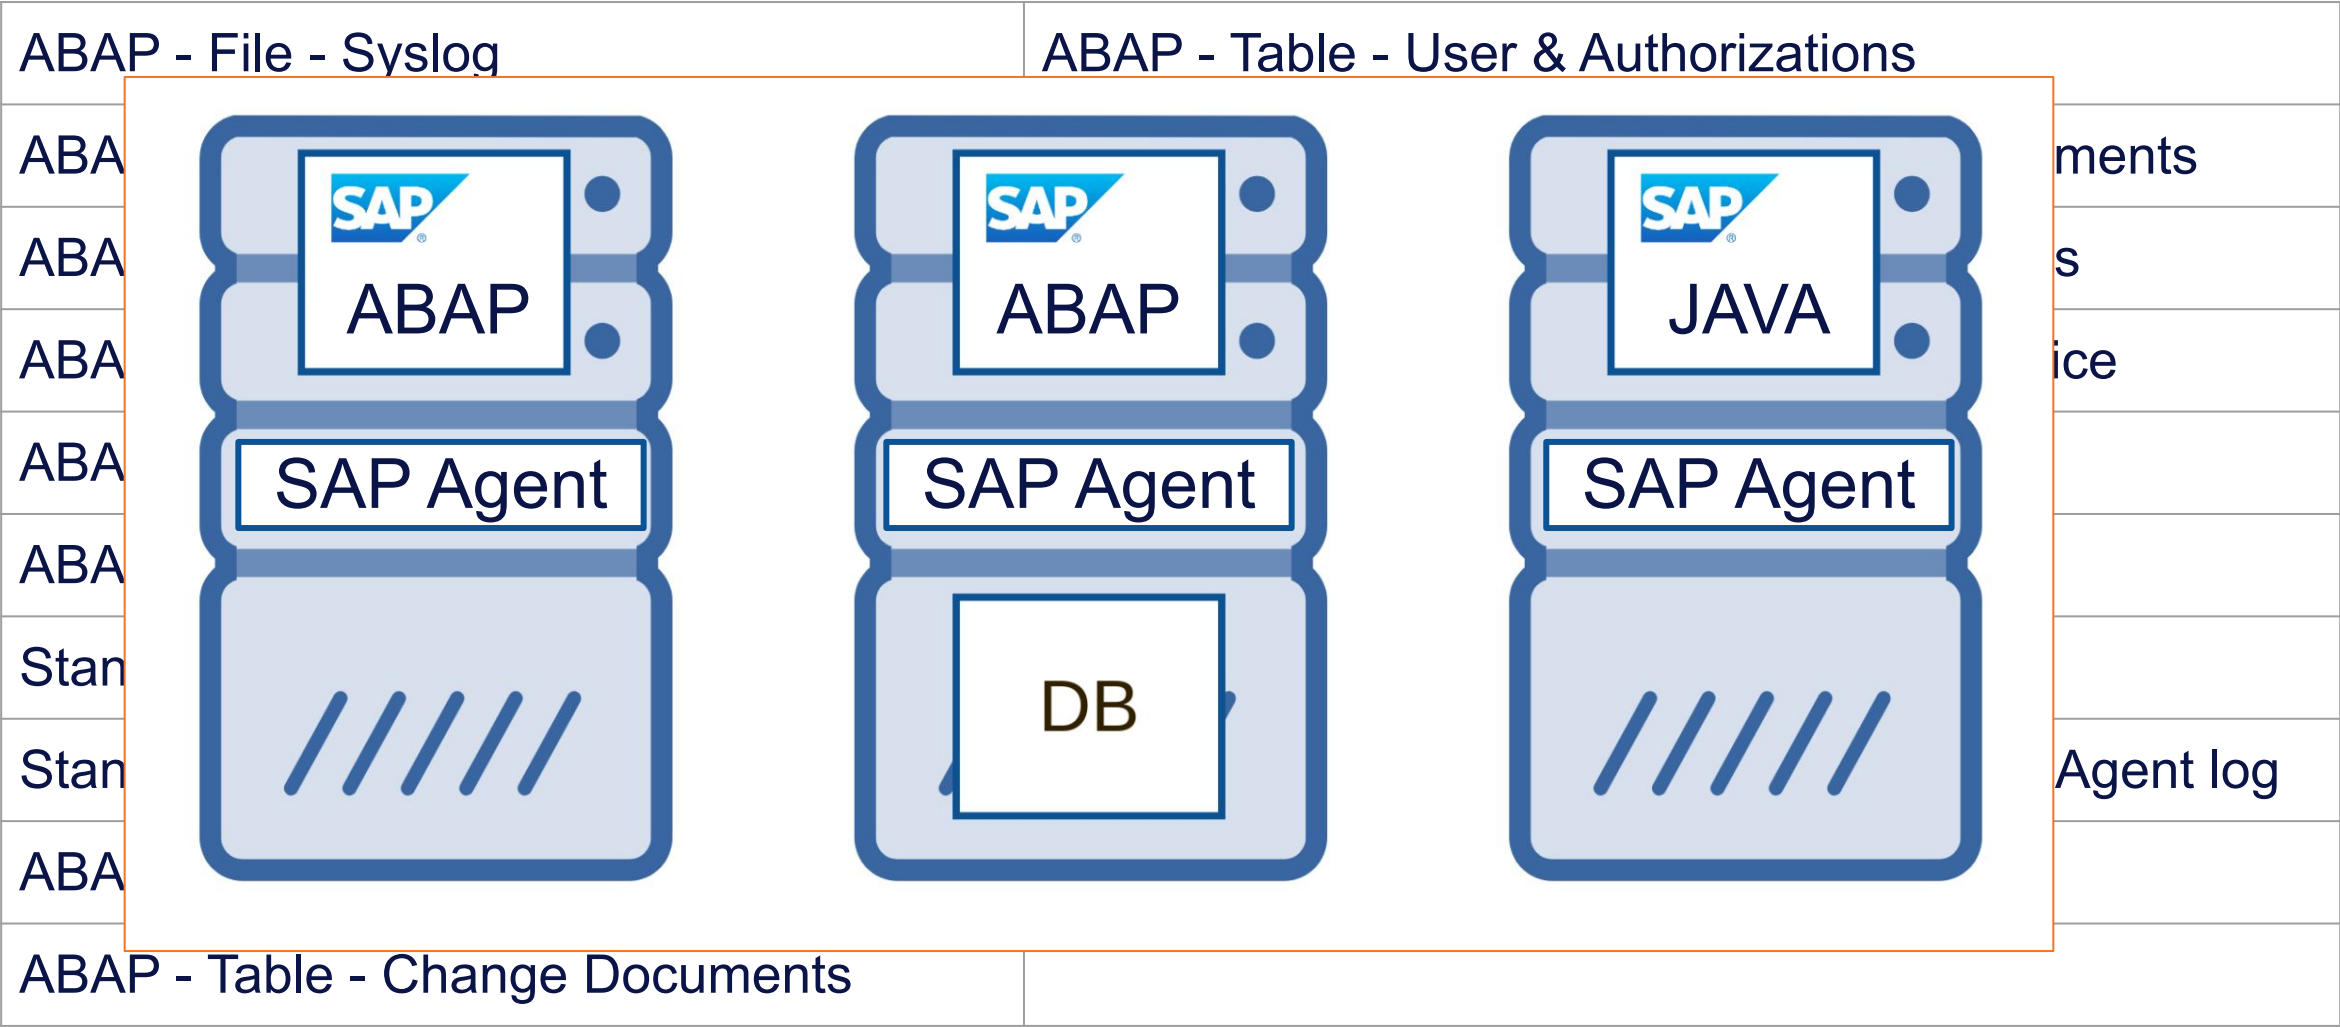 ABAP - File - Syslog
ABAP - Table - User & Authorizations
ABA
ments
ABA
s
ABA
ice
ABA
ABA
Stan
Stan
Agent log
ABA
ABAP - Table - Change Documents
SAP®
ABAP
SAP Agent
SAP®
ABAP
SAP Agent
DB
SAP®
JAVA
SAP Agent